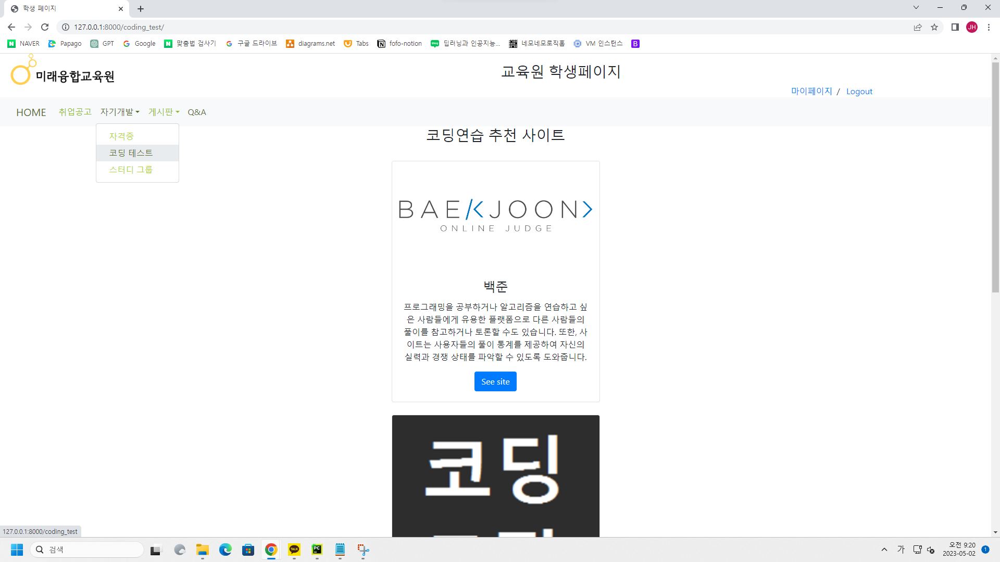 학생 페이지
127.0.0.1:8000/coding_test/
JH
NAVER Papago GPT Google 맞춤법 검사기 구글 드라이브 diagrams.net Tabs fofo-notion 딥러닝과 인공지능... 네모네모로직홈 VM 인스턴스 B
미래융합교육원
교육원 학생페이지
마이페이지 / Logout
HOME 취업공고 자기개발 게시판 Q&A
자격증
코딩 테스트
스터디 그룹
코딩연습 추천 사이트
BAEKJOON>
ONLINE JUDGE
백준
프로그래밍을 공부하거나 알고리즘을 연습하고 싶
은 사람들에게 유용한 플랫폼으로 다른 사람들의
풀이를 참고하거나 토론할 수도 있습니다. 또한, 사
이트는 사용자들의 풀이 통계를 제공하여 자신의
실력과 경쟁 상태를 파악할 수 있도록 도와줍니다.
See site
코딩
127.0.0.1:8000/coding_test
검색
TALK
PC
가
오전 9:20
2023-05-02
1